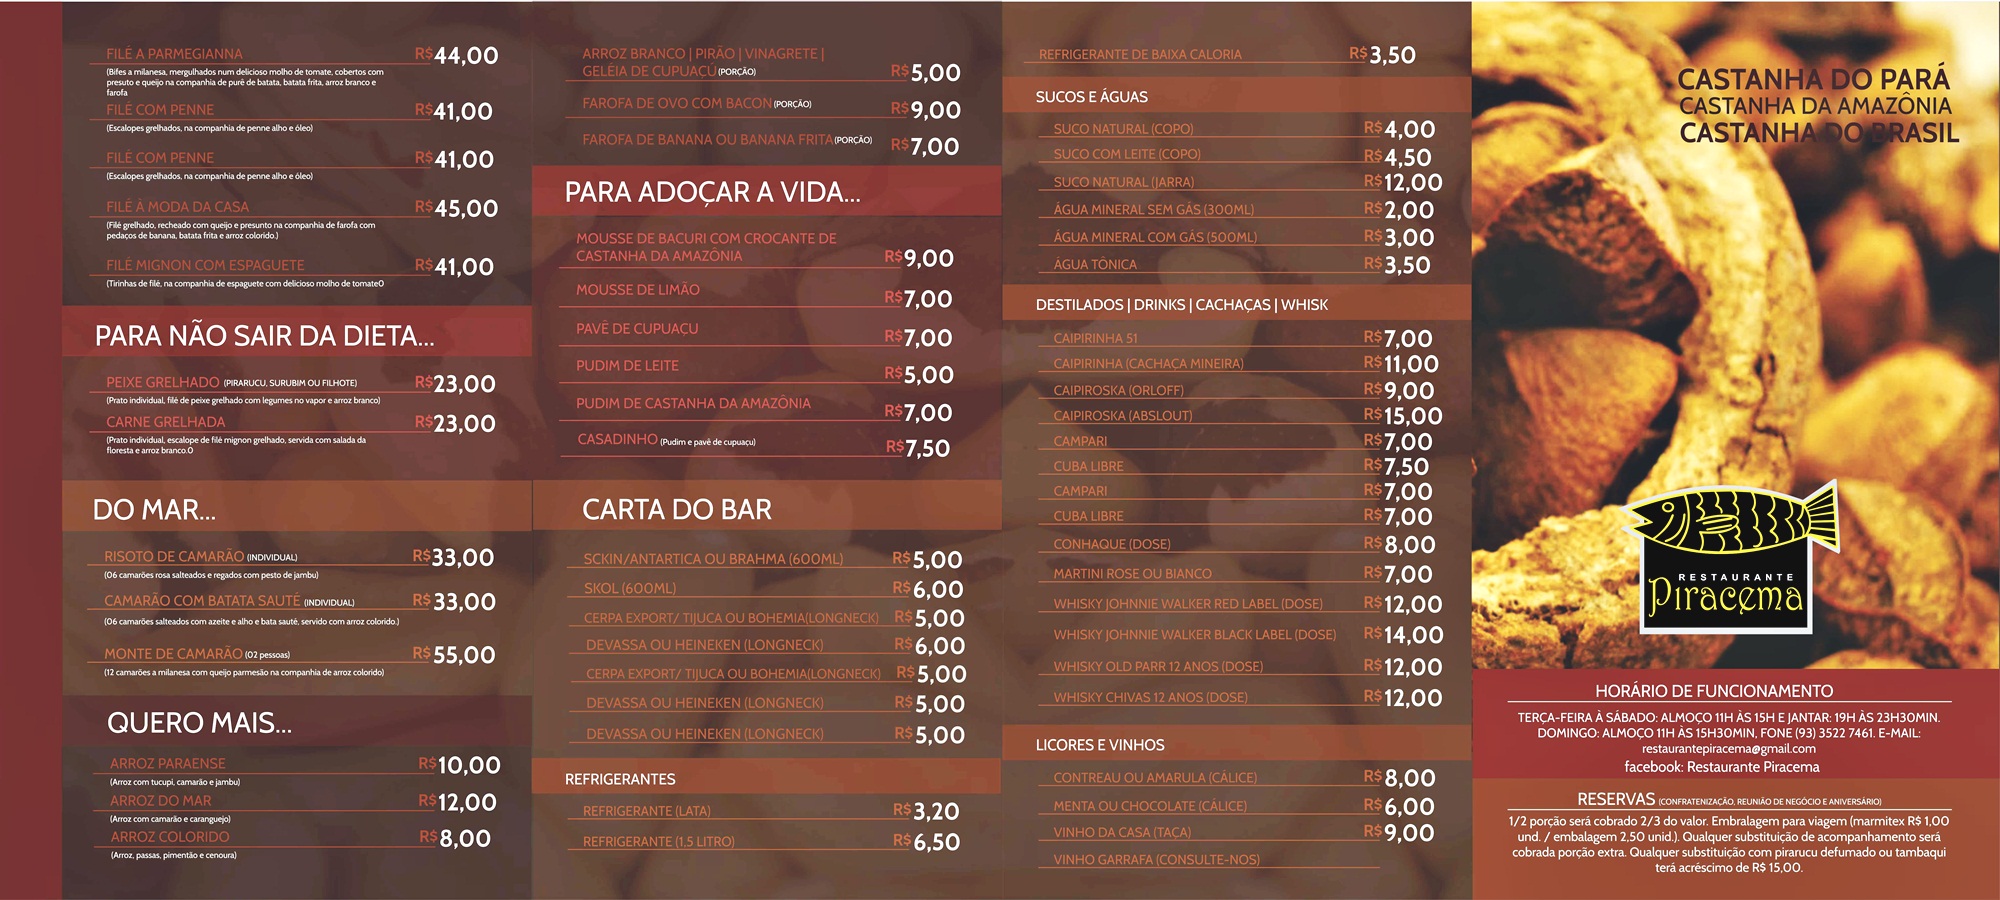 FILÉ A PARMEGIANNA R$44,00
(Bifes a milanesa, mergulhados num delicioso molho de tomate, cobertos com
presuto e queijo na companhia de purê de batata, batata frita, arroz branco e
farofa
FILÉ COM PENNE R$41,00
(Escalopes grelhados, na companhia de penne alho e óleo)
FILÉ COM PENNE R$41,00
(Escalopes grelhados, na companhia de penne alho e óleo)
FILÉ À MODA DA CASA R$45,00
(Filé grelhado, recheado com queijo e presunto na companhia de farofa com
pedaços de banana, batata frita e arroz colorido.)
FILÉ MIGNON COM ESPAGUETE R$41,00
(Tirinhas de filé, na companhia de espaguete com delicioso molho de tomate0
PARA NÃO SAIR DA DIETA...
PEIXE GRELHADO (PIRARUCU, SURUBIM OU FILHOTE) R$23,00
(Prato individual, filé de peixe grelhado com legumes no vapor e arroz branco)
CARNE GRELHADA R$23,00
(Prato individual, escalope de filé mignon grelhado, servida com salada da
floresta e arroz branco.0
DO MAR...
RISOTO DE CAMARÃO (INDIVIDUAL) R$33,00
(06 camarões rosa salteados e regados com pesto de jambu)
CAMARÃO COM BATATA SAUTÉ (INDIVIDUAL) R$33,00
(06 camarões salteados com azeite e alho e bata sauté, servido com arroz colorido.)
MONTE DE CAMARÃO (02 pessoas) R$55,00
(12 camarões a milanesa com queijo parmesão na companhia de arroz colorido)
QUERO MAIS...
ARROZ PARAENSE R$10,00
(Arroz com tucupi, camarão e jambu)
ARROZ DO MAR R$12,00
(Arroz com camarão e caranguejo)
ARROZ COLORIDO R$8,00
(Arroz, passas, pimentão e cenoura)
ARROZ BRANCO | PIRÃO | VINAGRETE |
GELÉIA DE CUPUAÇÚ (PORÇÃO) R$5,00
FAROFA DE OVO COM BACON (PORÇÃO) R$9,00
FAROFA DE BANANA OU BANANA FRITA (PORÇÃO) R$7,00
PARA ADOÇAR A VIDA...
MOUSSE DE BACURI COM CROCANTE DE
CASTANHA DA AMAZÔNIA R$9,00
MOUSSE DE LIMÃO R$7,00
PAVÊ DE CUPUAÇU R$7,00
PUDIM DE LEITE R$5,00
PUDIM DE CASTANHA DA AMAZÔNIA R$7,00
CASADINHO (Pudim e pavê de cupuaçu) R$7,50
CARTA DO BAR
SCKIN/ANTARTICA OU BRAHMA (600ML) R$5,00
SKOL (600ML) R$6,00
CERPA EXPORT/ TIJUCA OU BOHEMIA(LONGNECK) R$5,00
DEVASSA OU HEINEKEN (LONGNECK) R$6,00
CERPA EXPORT/ TIJUCA OU BOHEMIA(LONGNECK) R$5,00
DEVASSA OU HEINEKEN (LONGNECK) R$5,00
DEVASSA OU HEINEKEN (LONGNECK) R$5,00
REFRIGERANTES
REFRIGERANTE (LATA) R$3,20
REFRIGERANTE (1,5 LITRO) R$6,50
REFRIGERANTE DE BAIXA CALORIA R$3,50
SUCOS E ÁGUAS
SUCO NATURAL (COPO) R$4,00
SUCO COM LEITE (COPO) R$4,50
SUCO NATURAL (JARRA) R$12,00
ÁGUA MINERAL SEM GÁS (300ML) R$2,00
ÁGUA MINERAL COM GÁS (500ML) R$3,00
ÁGUA TÔNICA R$3,50
DESTILADOS | DRINKS | CACHAÇAS | WHISK
CAIPIRINHA 51 R$7,00
CAIPIRINHA (CACHAÇA MINEIRA) R$11,00
CAIPIROSKA (ORLOFF) R$9,00
CAIPIROSKA (ABSLOUT) R$15,00
CAMPARI R$7,00
CUBA LIBRE R$7,50
CAMPARI R$7,00
CUBA LIBRE R$7,00
CONHAQUE (DOSE) R$8,00
MARTINI ROSE OU BIANCO R$7,00
WHISKY JOHNNIE WALKER RED LABEL (DOSE) R$12,00
WHISKY JOHNNIE WALKER BLACK LABEL (DOSE) R$14,00
WHISKY OLD PARR 12 ANOS (DOSE) R$12,00
WHISKY CHIVAS 12 ANOS (DOSE) R$12,00
LICORES E VINHOS
CONTREAU OU AMARULA (CÁLICE) R$8,00
MENTA OU CHOCOLATE (CÁLICE) R$6,00
VINHO DA CASA (TAÇA) R$9,00
VINHO GARRAFA (CONSULTE-NOS)
CASTANHA DO PARÁ
CASTANHA DA AMAZÔNIA
CASTANHA DO BRASIL
RESTAURANTE
Piracema
HORÁRIO DE FUNCIONAMENTO
TERÇA-FEIRA À SÁBADO: ALMOÇO 11H ÀS 15H E JANTAR: 19H ÀS 23H30MIN.
DOMINGO: ALMOÇO 11H ÀS 15H30MIN, FONE (93) 3522 7461. E-MAIL:
restaurantepiracema@gmail.com
facebook: Restaurante Piracema
RESERVAS (CONFRATENIZAÇÃO, REUNIÃO DE NEGÓCIO E ANIVERSÁRIO)
1/2 porção será cobrado 2/3 do valor. Embralagem para viagem (marmitex R$ 1,00
und. / embalagem 2,50 unid.). Qualquer substituição de acompanhamento será
cobrada porção extra. Qualquer substituição com pirarucu defumado ou tambaqui
terá acréscimo de R$ 15,00.